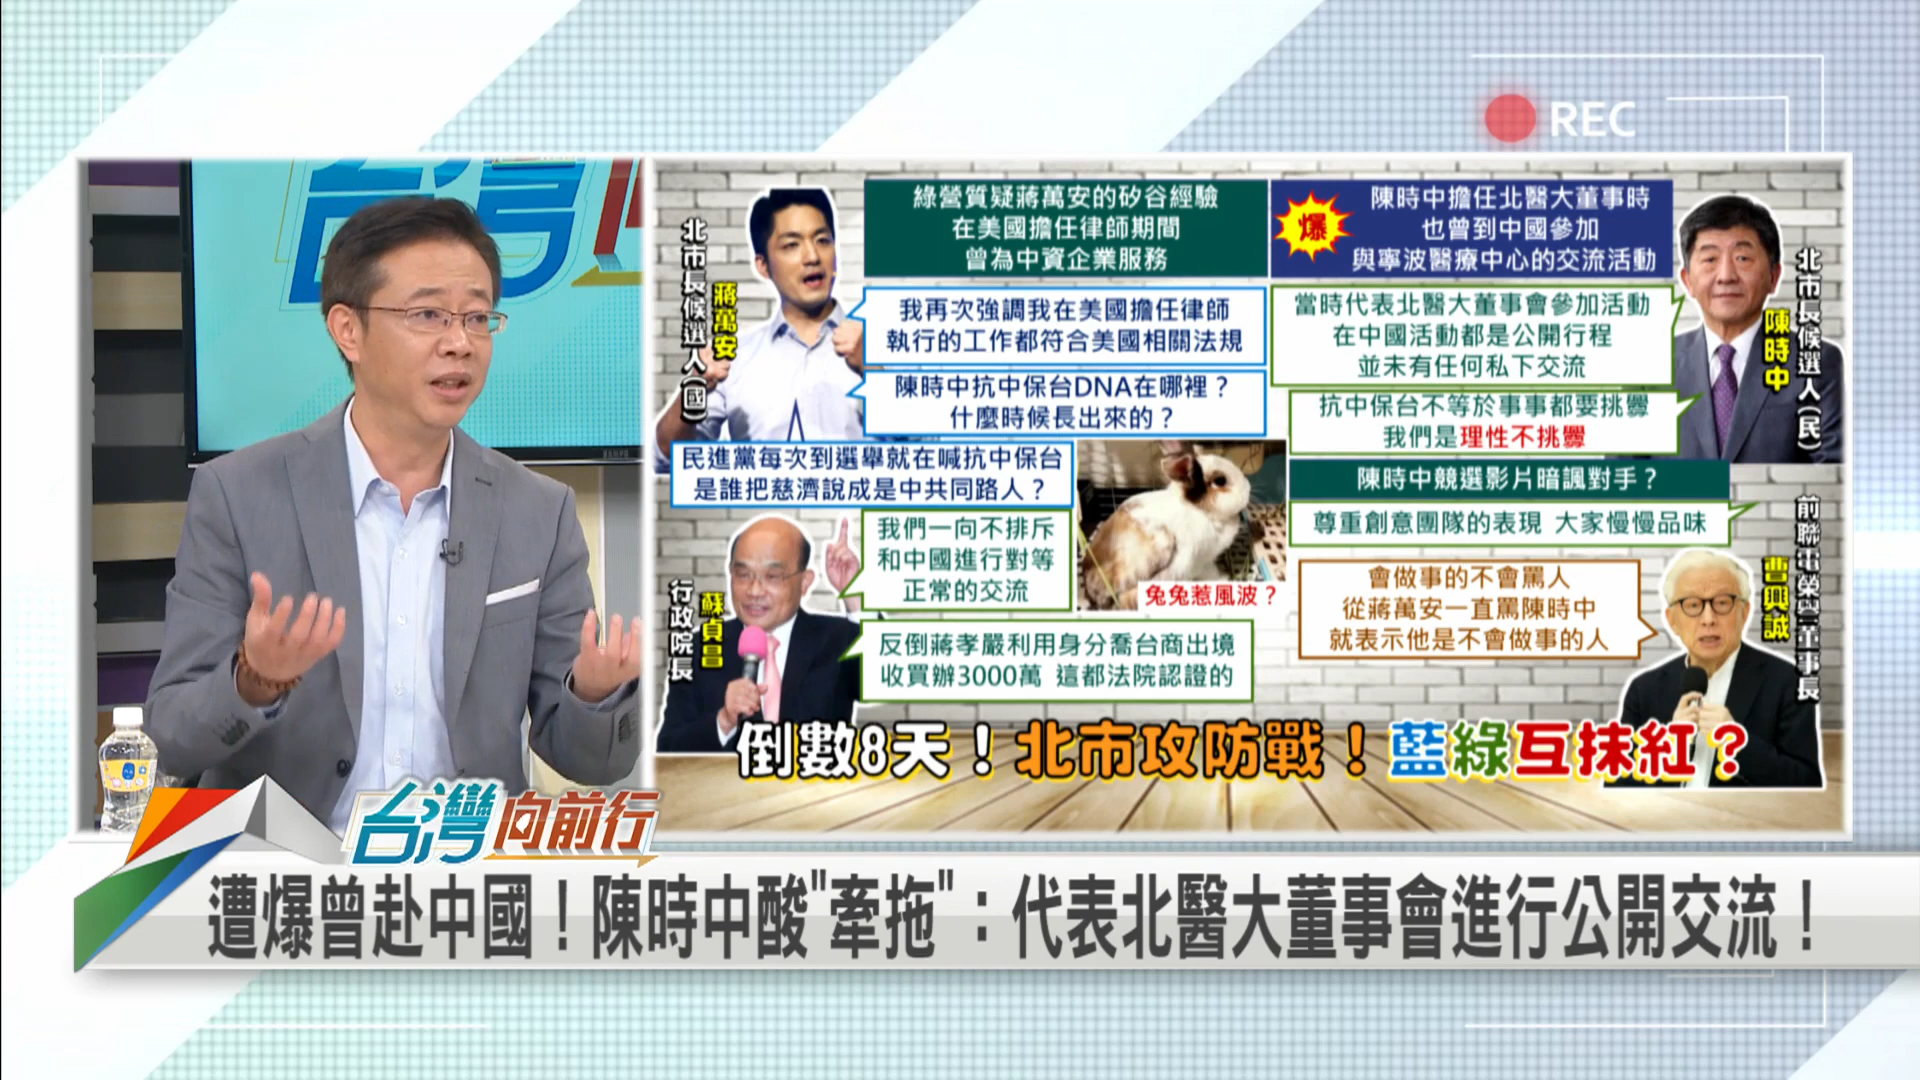 REC
北市長候選人(國)
蔣萬安
綠營質疑蔣萬安的矽谷經驗
在美國擔任律師期間
曾為中資企業服務
我再次強調我在美國擔任律師
執行的工作都符合美國相關法規
陳時中抗中保台DNA在哪裡?
什麼時候長出來的?
民進黨每次到選舉就在喊抗中保台
是誰把慈濟說成是中共同路人?
行政院長
蘇貞昌
我們一向不排斥
和中國進行對等
正常的交流
反倒蔣孝嚴利用身分喬台商出境
收買辦3000萬 這都法院認證的
兔兔惹風波?
爆
陳時中擔任北醫大董事時
也曾到中國參加
與寧波醫療中心的交流活動
北市長候選人(民)
陳時中
當時代表北醫大董事會參加活動
在中國活動都是公開行程
並未有任何私下交流
抗中保台不等於事事都要挑釁
我們是理性不挑釁
陳時中競選影片暗諷對手?
尊重創意團隊的表現 大家慢慢品味
前聯電榮譽董事長
曹興誠
會做事的不會罵人
從蔣萬安一直罵陳時中
就表示他是不會做事的人
倒數8天!北市攻防戰!藍綠互抹紅?
台灣向前行
遭爆曾赴中國!陳時中酸"牽拖":代表北醫大董事會進行公開交流!